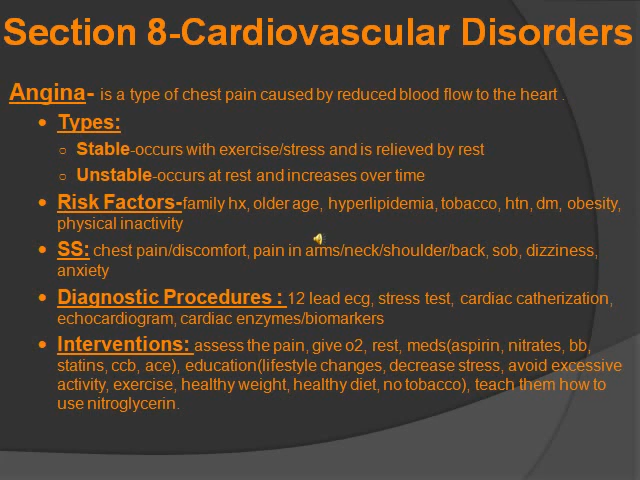 Section 8-Cardiovascular Disorders
Angina- is a type of chest pain caused by reduced blood flow to the heart .
• Types:
○ Stable-occurs with exercise/stress and is relieved by rest
○ Unstable-occurs at rest and increases over time
• Risk Factors-family hx, older age, hyperlipidemia, tobacco, htn, dm, obesity,
physical inactivity
• SS: chest pain/discomfort, pain in arms/neck/shoulder/back, sob, dizziness,
anxiety
• Diagnostic Procedures : 12 lead ecg, stress test, cardiac catherization,
echocardiogram, cardiac enzymes/biomarkers
• Interventions: assess the pain, give o2, rest, meds(aspirin, nitrates, bb,
statins, ccb, ace), education(lifestyle changes, decrease stress, avoid excessive
activity, exercise, healthy weight, healthy diet, no tobacco), teach them how to
use nitroglycerin.